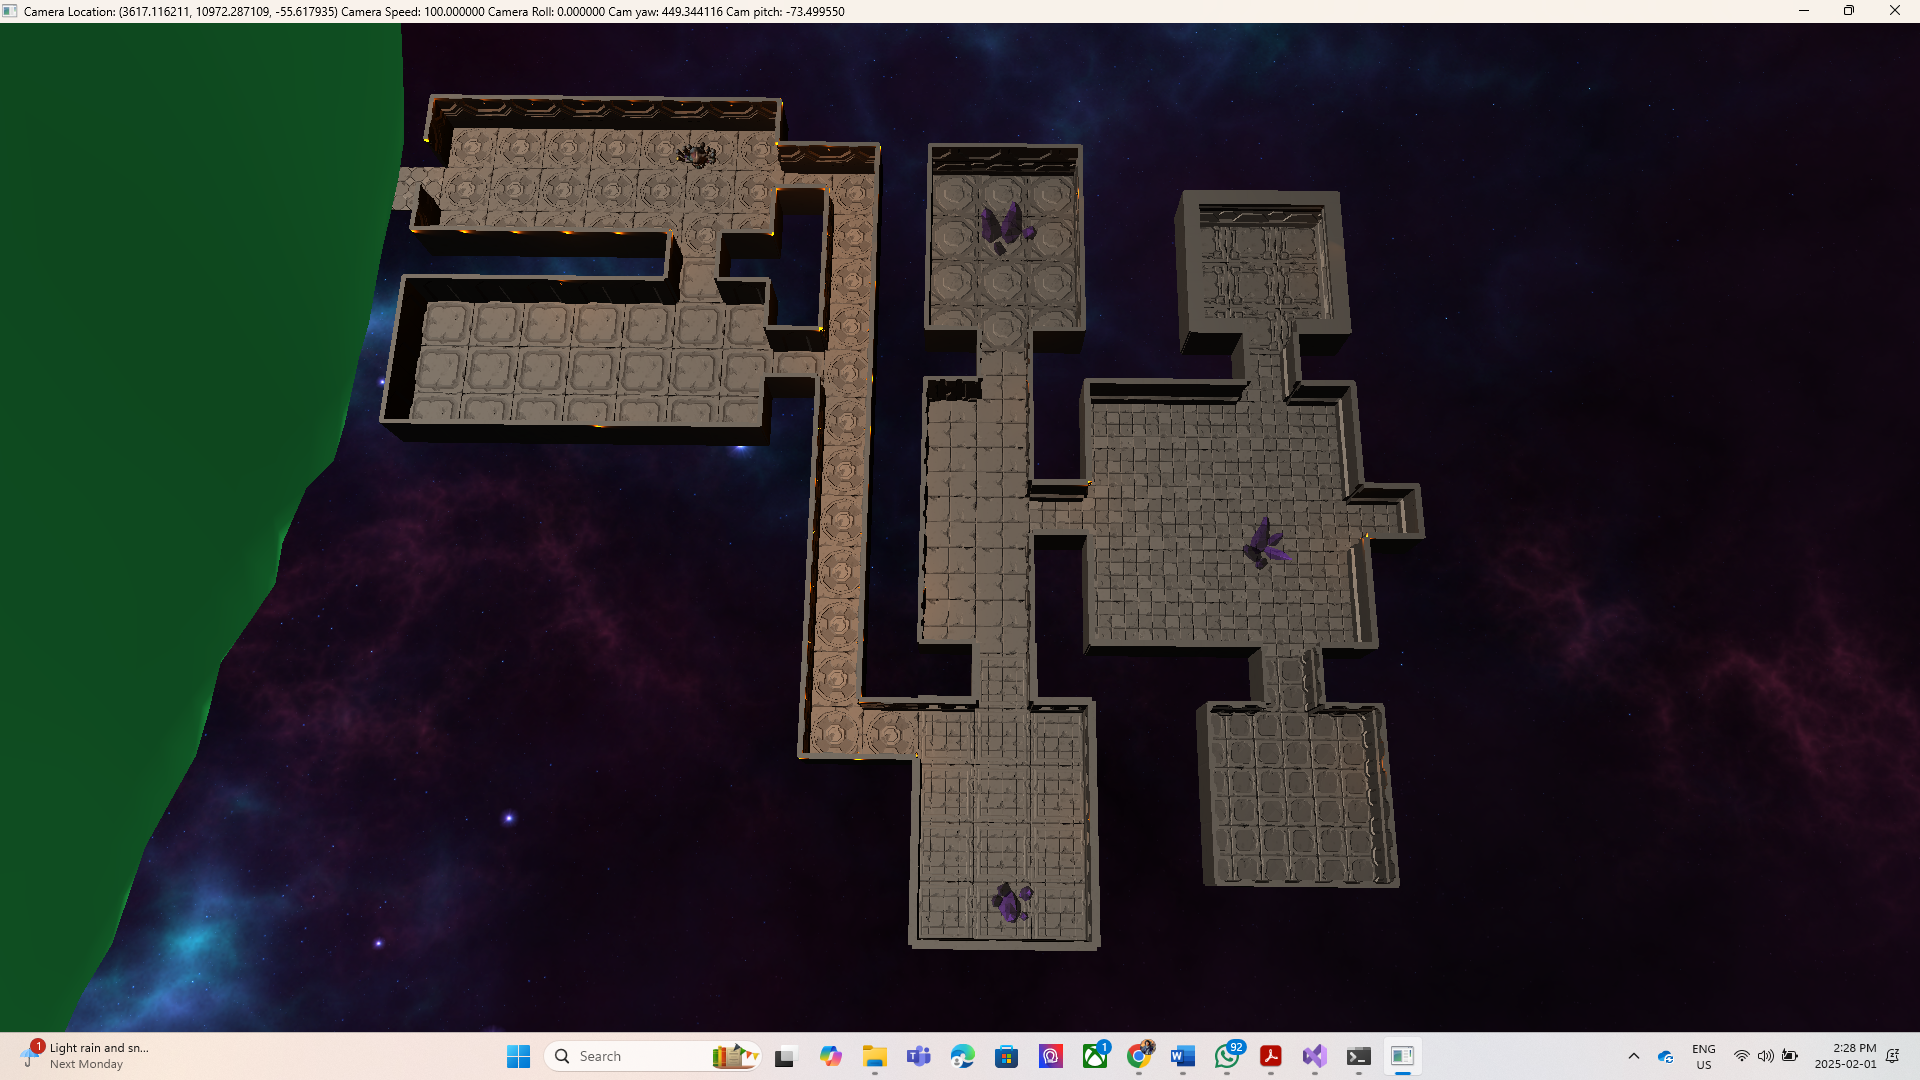 Camera Location: (3617.116211, 10972.287109, -55.617935) Camera Speed: 100.000000 Camera Roll: 0.000000 Cam yaw: 449.344116 Cam pitch: -73.499550
1
Light rain and sn...
Next Monday
Search
1
92
ENG
US
2:28 PM
2025-02-01